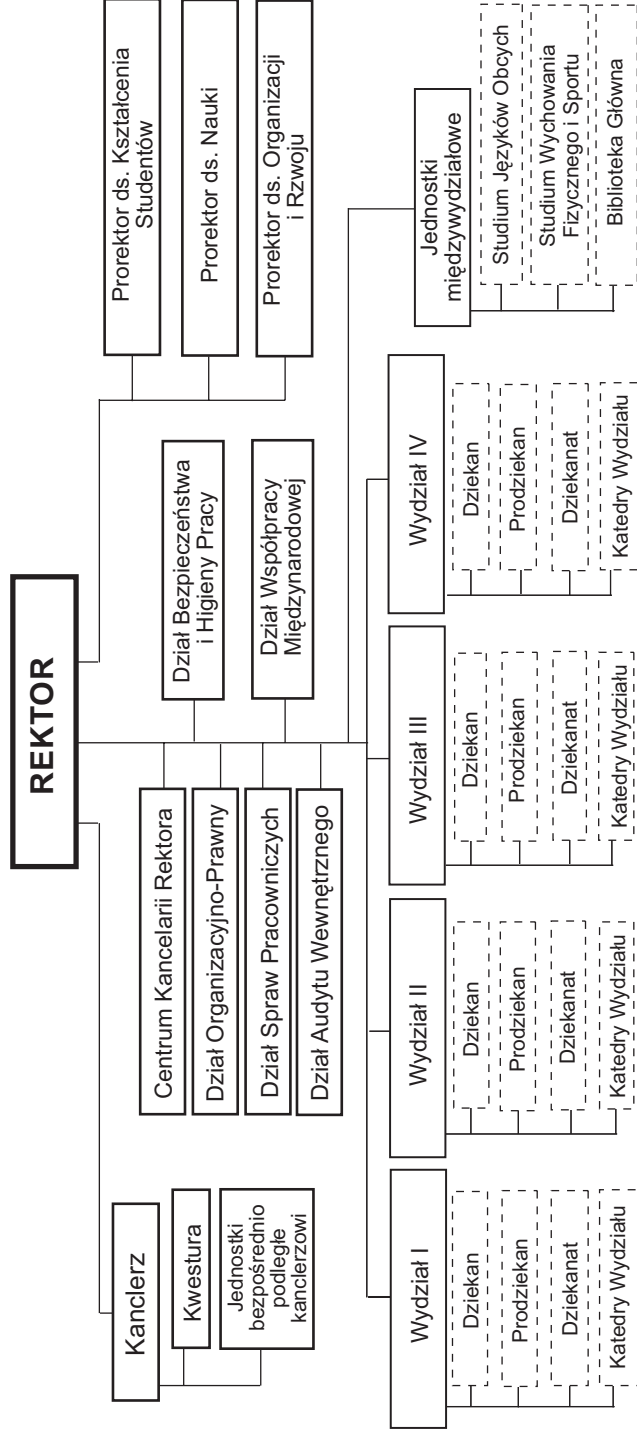 REKTOR
Kanclerz
Kwestura
Jednostki
bezpośrednio
podległe
kanclerzowi
Centrum Kancelarii Rektora
Dział Organizacyjno-Prawny
Dział Spraw Pracowniczych
Dział Audytu Wewnętrznego
Dział Bezpieczeństwa
i Higieny Pracy
Dział Współpracy
Międzynarodowej
Prorektor ds. Kształcenia
Studentów
Prorektor ds. Nauki
Prorektor ds. Organizacji
i Rzwoju
Wydział I
Dziekan
Prodziekan
Dziekanat
Katedry Wydziału
Wydział II
Dziekan
Prodziekan
Dziekanat
Katedry Wydziału
Wydział III
Dziekan
Prodziekan
Dziekanat
Katedry Wydziału
Wydział IV
Dziekan
Prodziekan
Dziekanat
Katedry Wydziału
Jednostki
międzywydziałowe
Studium Języków Obcych
Studium Wychowania
Fizycznego i Sportu
Biblioteka Główna